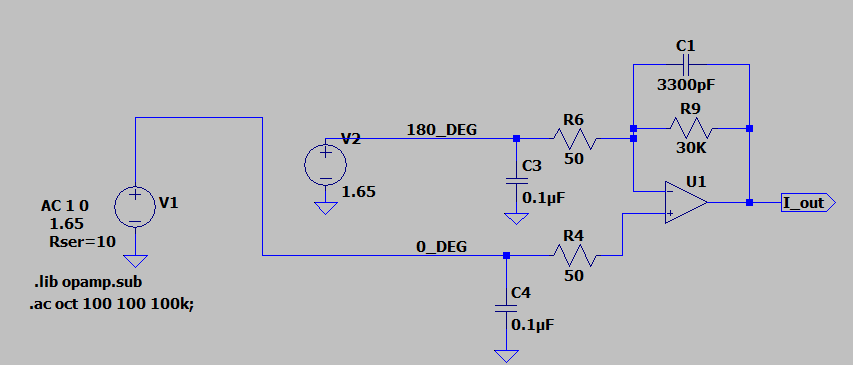 C1
3300pF
R9
30K
V2
180_DEG
R6
50
1.65
C3
0.1µF
U1
I_out
AC 1 0
V1
1.65
Rser=10
0_DEG
R4
50
.lib opamp.sub
.ac oct 100 100 100k;
C4
0.1µF